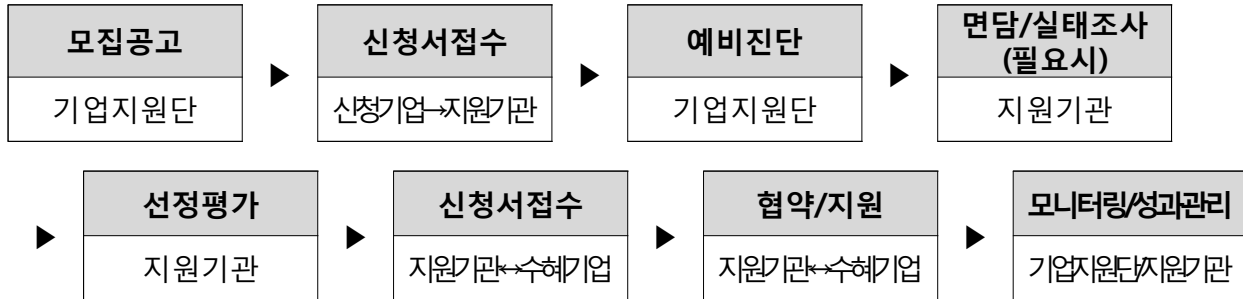 모집공고
기업지원단
▶
신청서접수
신청기업→지원기관
▶
예비진단
기업지원단
▶
면담/실태조사
(필요시)
지원기관
▶
선정평가
지원기관
▶
신청서접수
지원기관↔수혜기업
▶
협약/지원
지원기관↔수혜기업
▶
모니터링/성과관리
기업지원단/지원기관